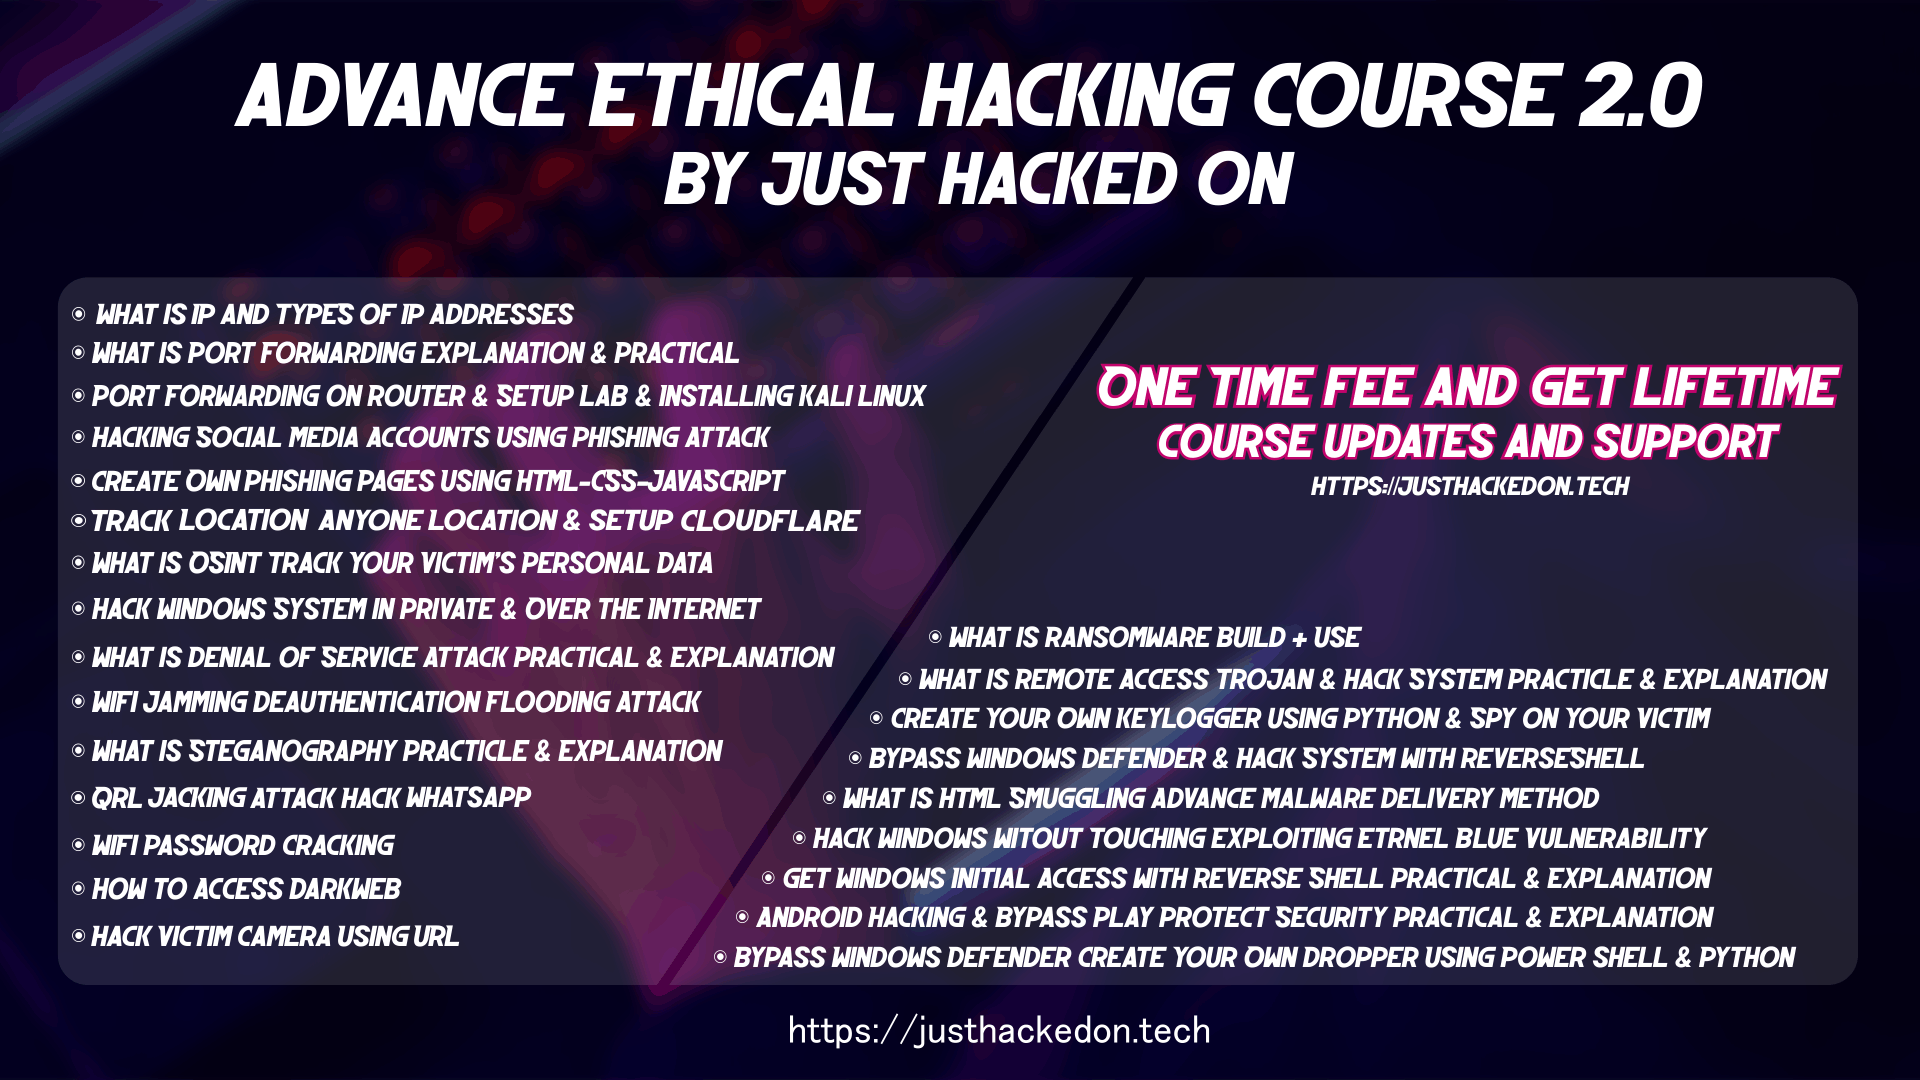 ADVANCE ETHICAL HACKING COURSE 2.0
BY JUST HACKED ON
WHAT IS IP AND TYPES OF IP ADDRESSES
WHAT IS PORT FORWARDING EXPLANATION & PRACTICAL
PORT FORWARDING ON ROUTER & SETUP LAB & INSTALLING KALI LINUX
HACKING SOCIAL MEDIA ACCOUNTS USING PHISHING ATTACK
CREATE OWN PHISHING PAGES USING HTML-CSS-JAVASCRIPT
TRACK LOCATION ANYONE LOCATION & SETUP CLOUDFLARE
WHAT IS OSINT TRACK YOUR VICTIM'S PERSONAL DATA
HACK WINDOWS SYSTEM IN PRIVATE & OVER THE INTERNET
WHAT IS DENIAL OF SERVICE ATTACK PRACTICAL & EXPLANATION
WIFI JAMMING DEAUTHENTICATION FLOODING ATTACK
WHAT IS STEGANOGRAPHY PRACTICLE & EXPLANATION
QRL JACKING ATTACK HACK WHATSAPP
WIFI PASSWORD CRACKING
HOW TO ACCESS DARKWEB
HACK VICTIM CAMERA USING URL
ONE TIME FEE AND GET LIFETIME
COURSE UPDATES AND SUPPORT
HTTPS://JUSTHACKEDON.TECH
WHAT IS RANSOMWARE BUILD + USE
WHAT IS REMOTE ACCESS TROJAN & HACK SYSTEM PRACTICLE & EXPLANATION
CREATE YOUR OWN KEYLOGGER USING PYTHON & SPY ON YOUR VICTIM
BYPASS WINDOWS DEFENDER & HACK SYSTEM WITH REVERSESHELL
WHAT IS HTML SMUGGLING ADVANCE MALWARE DELIVERY METHOD
HACK WINDOWS WITOUT TOUCHING EXPLOITING ETRNEL BLUE VULNERABILITY
GET WINDOWS INITIAL ACCESS WITH REVERSE SHELL PRACTICAL & EXPLANATION
ANDROID HACKING & BYPASS PLAY PROTECT SECURITY PRACTICAL & EXPLANATION
BYPASS WINDOWS DEFENDER CREATE YOUR OWN DROPPER USING POWER SHELL & PYTHON
https://justhackedon.tech